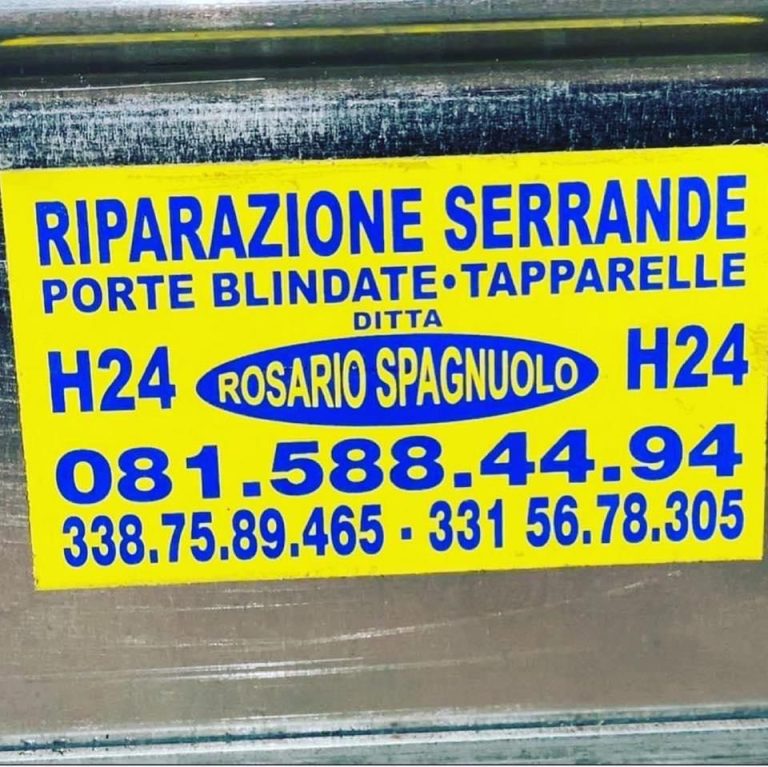 RIPARAZIONE SERRANDE
PORTE BLINDATE•TAPPARELLE
DITTA
H24 ROSARIO SPAGNUOLO H24
081.588.44.94
338.75.89.465 - 331 56.78.305